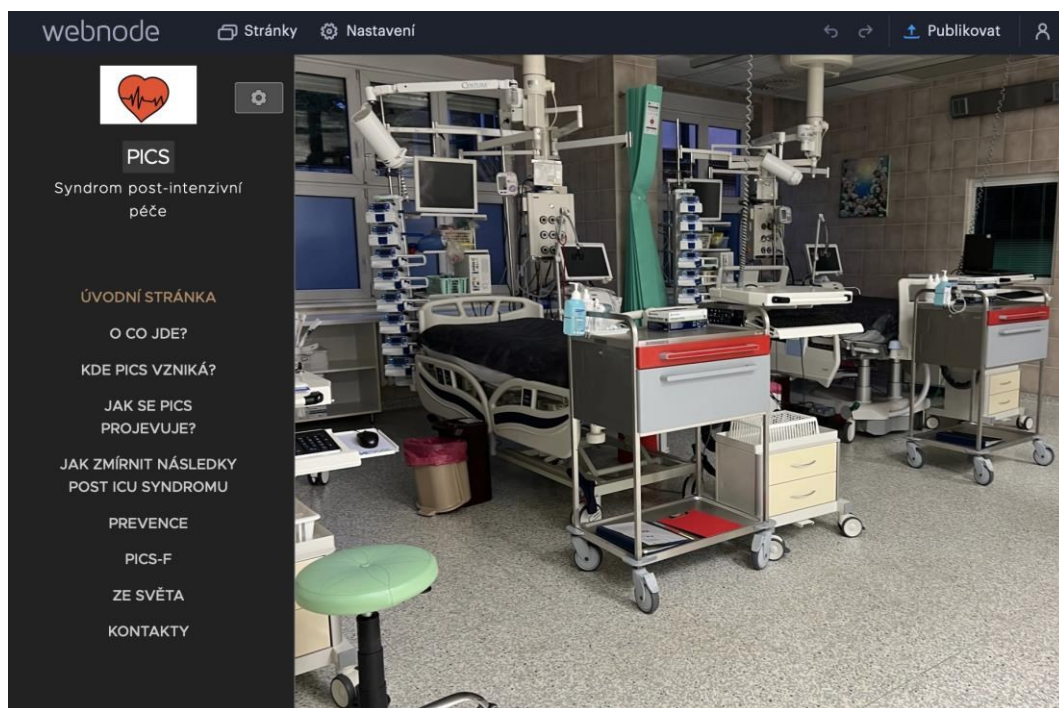 webnode
Stránky
Nastavení
Publikovat
PICS
Syndrom post-intenzivní
péče
ÚVODNÍ STRÁNKA
O CO JDE?
KDE PICS VZNIKÁ?
JAK SE PICS
PROJEVUJE?
JAK ZMÍRNIT NÁSLEDKY
POST ICU SYNDROMU
PREVENCE
PICS-F
ZE SVĚTA
KONTAKTY